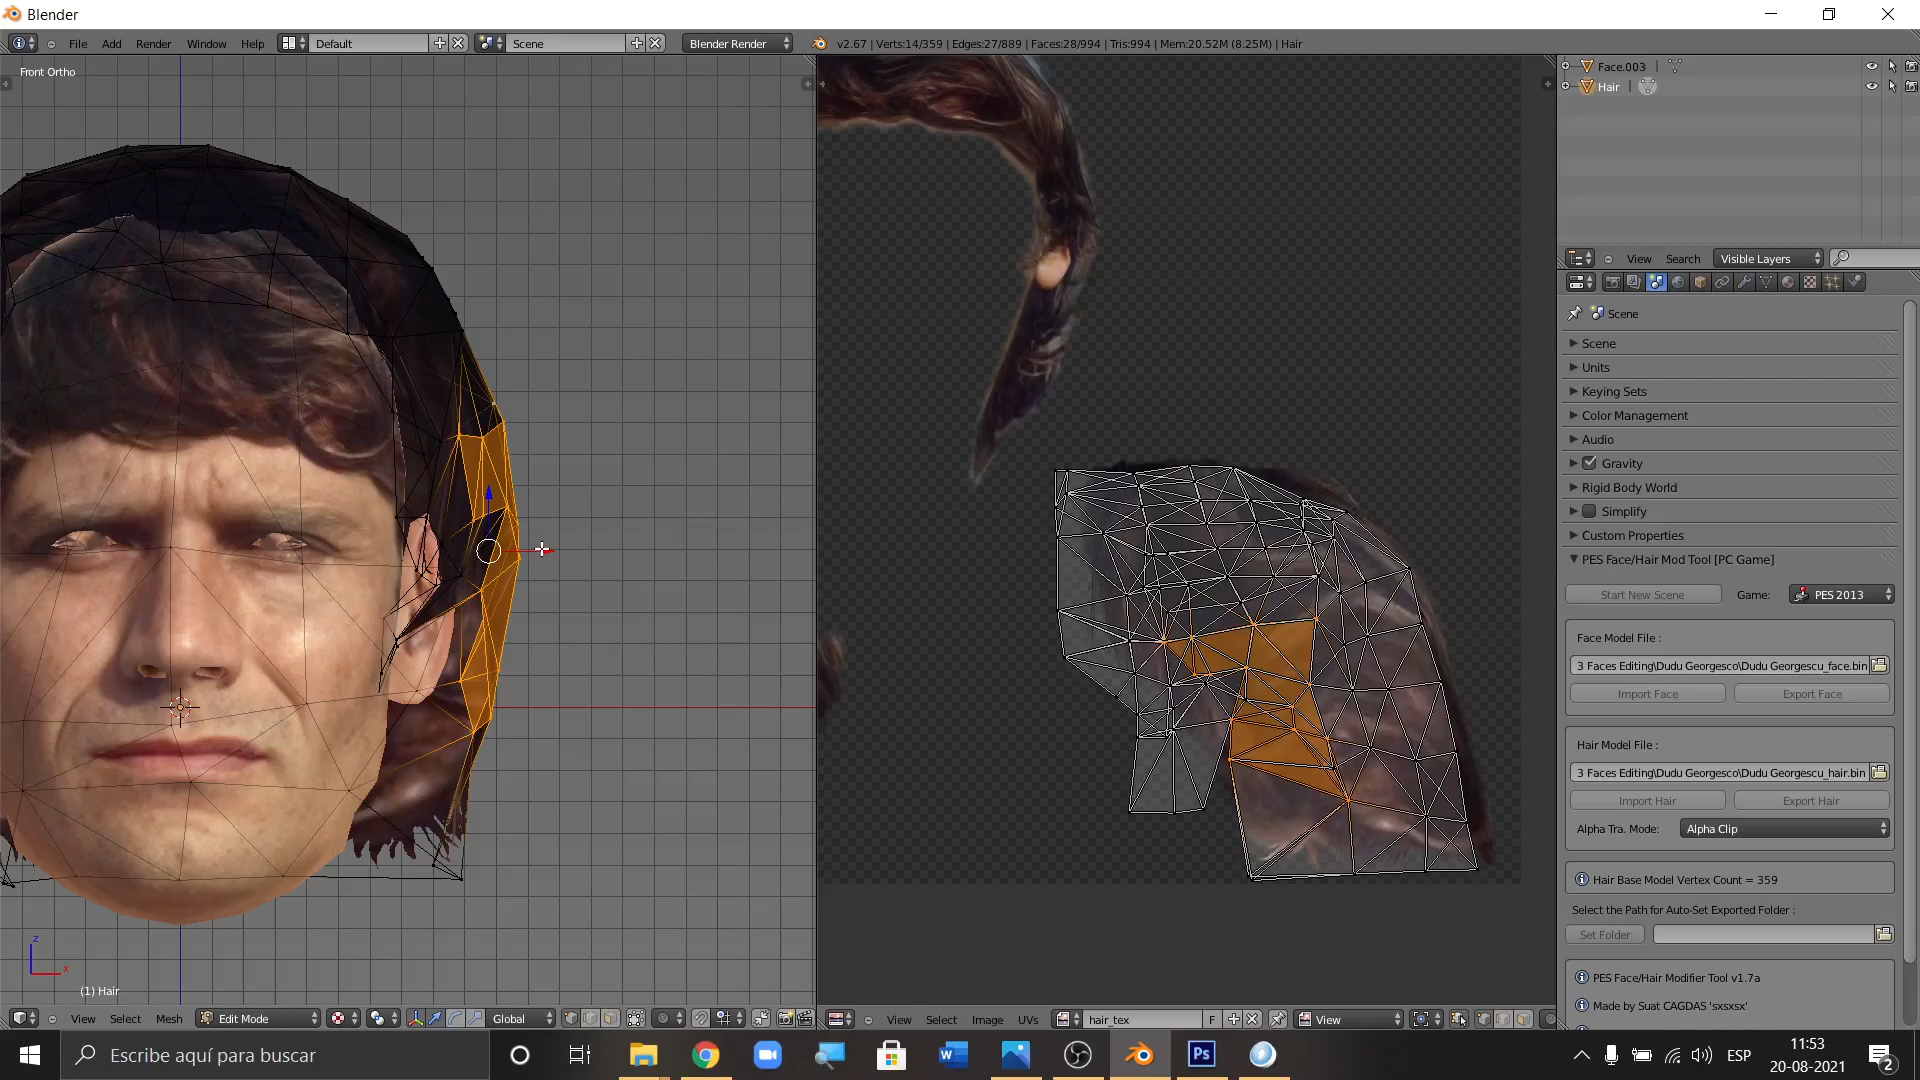 Blender
File Add Render Window Help Default Scene Blender Render v2.67 | Verts:14/359 | Edges:27/889 | Faces:28/994 | Tris:994 | Mem:20.52M (8.25M) | Hair
Front Ortho
Face.003
Hair
View Search Visible Layers
Scene
Scene
Units
Keying Sets
Color Management
Audio
Gravity
Rigid Body World
Simplify
Custom Properties
PES Face/Hair Mod Tool [PC Game]
Start New Scene Game: PES 2013
Face Model File :
3 Faces Editing\Dudu Georgesco\Dudu Georgescu_face.bin
Import Face Export Face
Hair Model File :
3 Faces Editing\Dudu Georgesco\Dudu Georgescu_hair.bin
Import Hair Export Hair
Alpha Tra. Mode: Alpha Clip
Hair Base Model Vertex Count = 359
Select the Path for Auto-Set Exported Folder :
Set Folder
PES Face/Hair Modifier Tool v1.7a
Made by Suat CAGDAS 'sxsxsx'
z
x
(1) Hair
View Select Mesh Edit Mode Global
View Select Image UVs hair_tex F View
Escribe aquí para buscar
ESP
11:53
20-08-2021
2